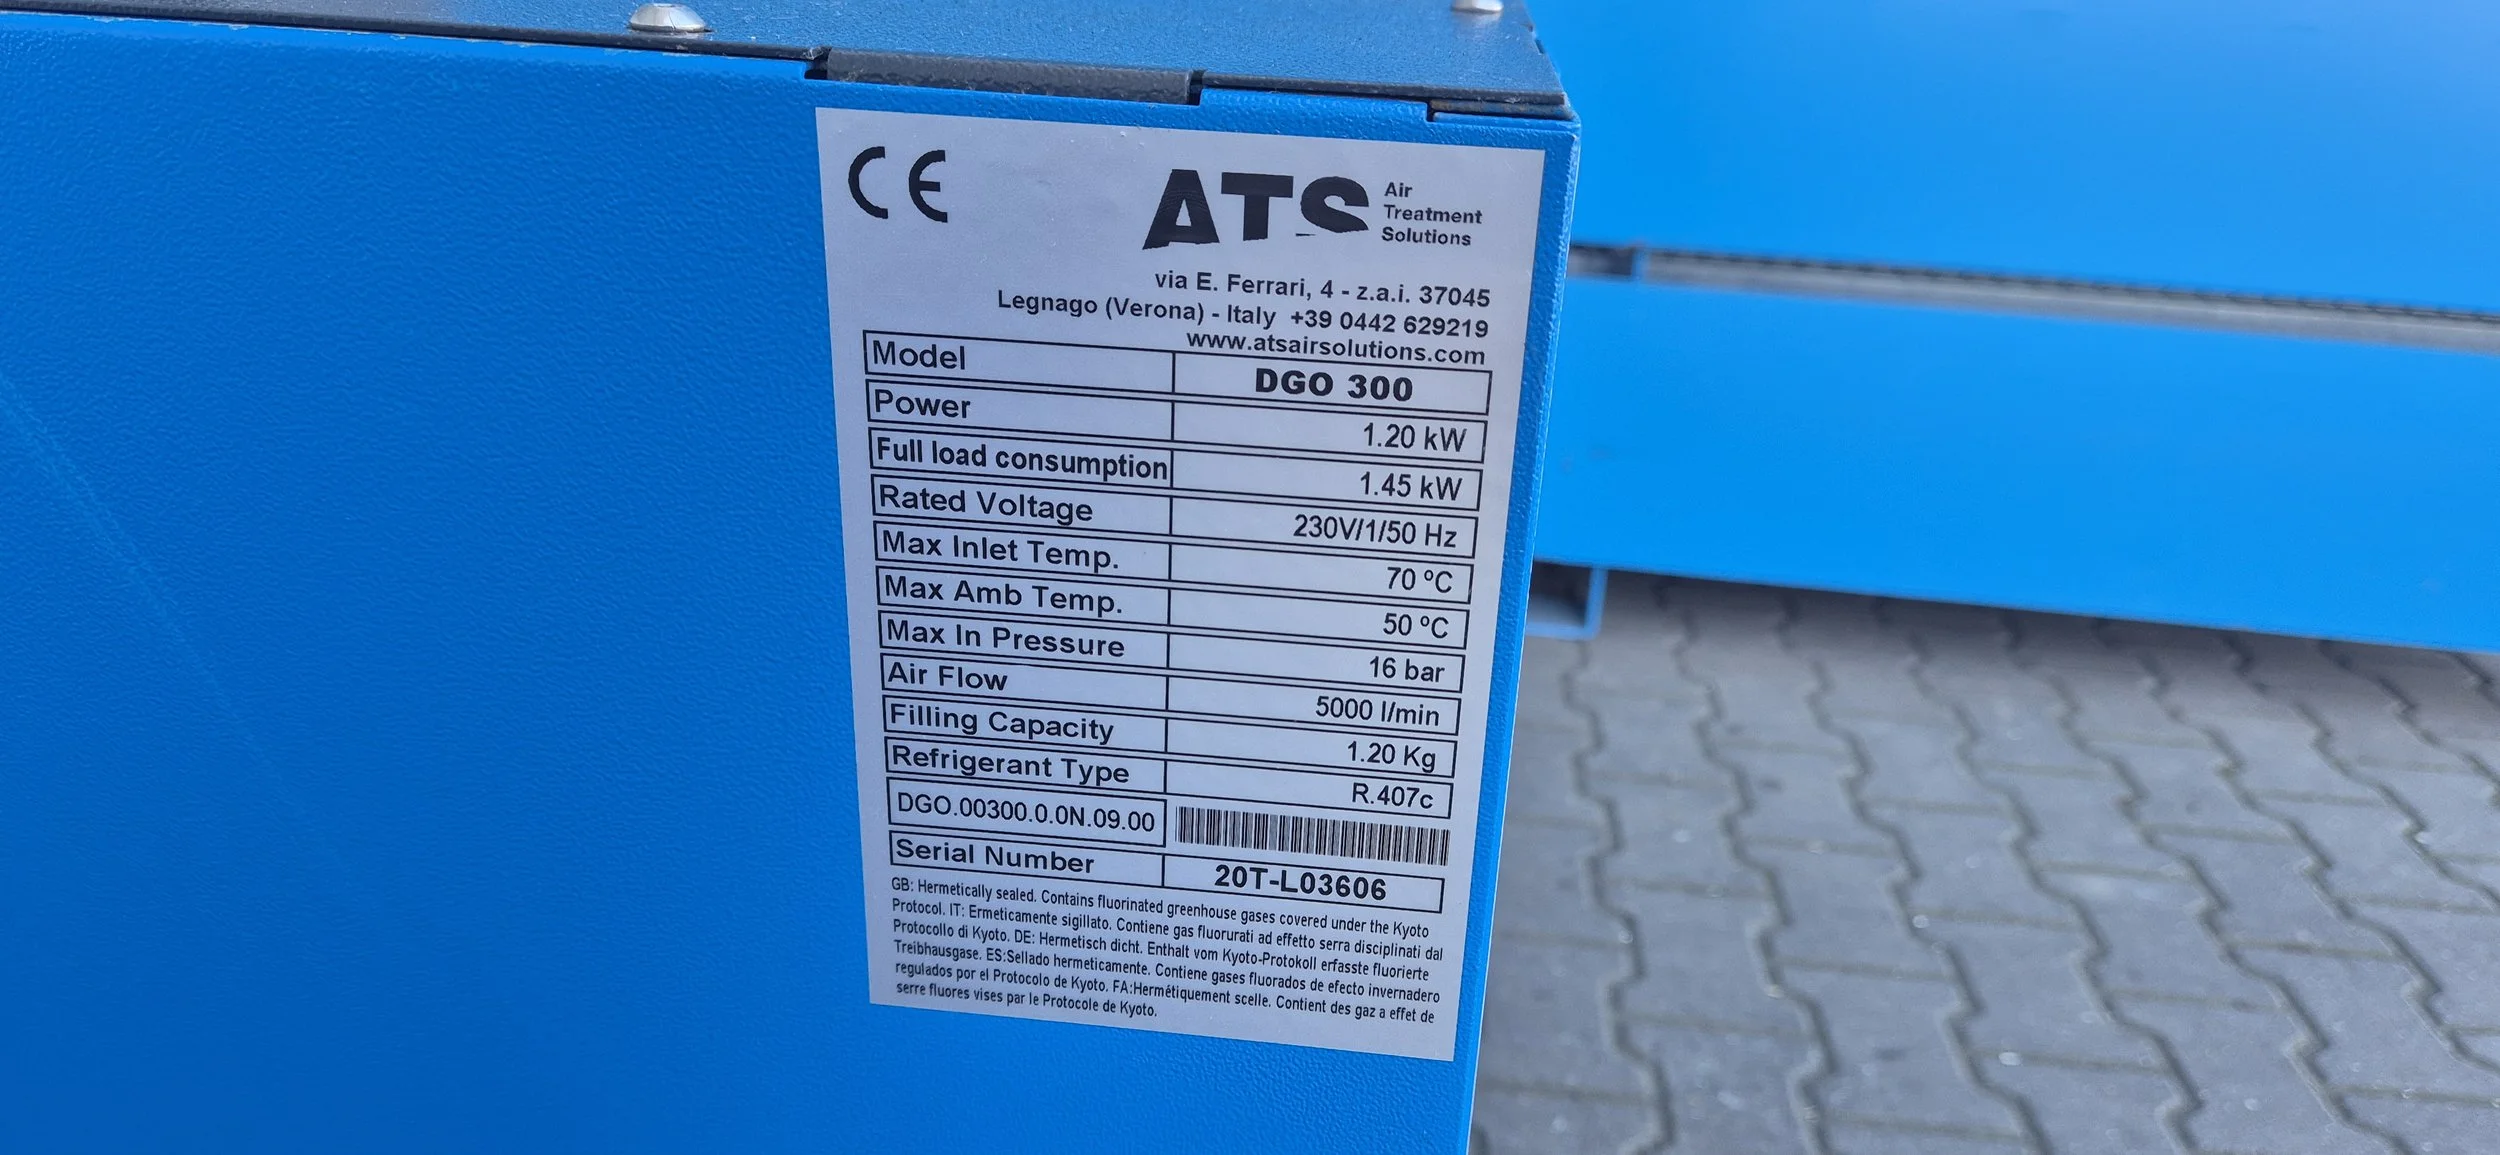 CE
ATS Air
Treatment
Solutions
via E. Ferrari, 4 - z.a.i. 37045
Legnago (Verona) - Italy +39 0442 629219
www.atsairsolutions.com
Model DGO 300
Power 1.20 kW
Full load consumption 1.45 kW
Rated Voltage 230V/1/50 Hz
Max Inlet Temp. 70 ºC
Max Amb Temp. 50 ºC
Max In Pressure 16 bar
Air Flow 5000 l/min
Filling Capacity 1.20 Kg
Refrigerant Type R.407c
DGO.00300.0.0N.09.00
Serial Number 20T-L03606
GB: Hermetically sealed. Contains fluorinated greenhouse gases covered under the Kyoto
Protocol. IT: Ermeticamente sigillato. Contiene gas fluorurati ad effetto serra disciplinati dal
Protocollo di Kyoto. DE: Hermetisch dicht. Enthalt vom Kyoto-Protokoll erfasste fluorierte
Treibhausgase. ES:Sellado hermeticamente. Contiene gases fluorados de efecto invernadero
regulados por el Protocolo de Kyoto. FA:Hermétiquement scelle. Contient des gaz a effet de
serre fluores vises par le Protocole de Kyoto.